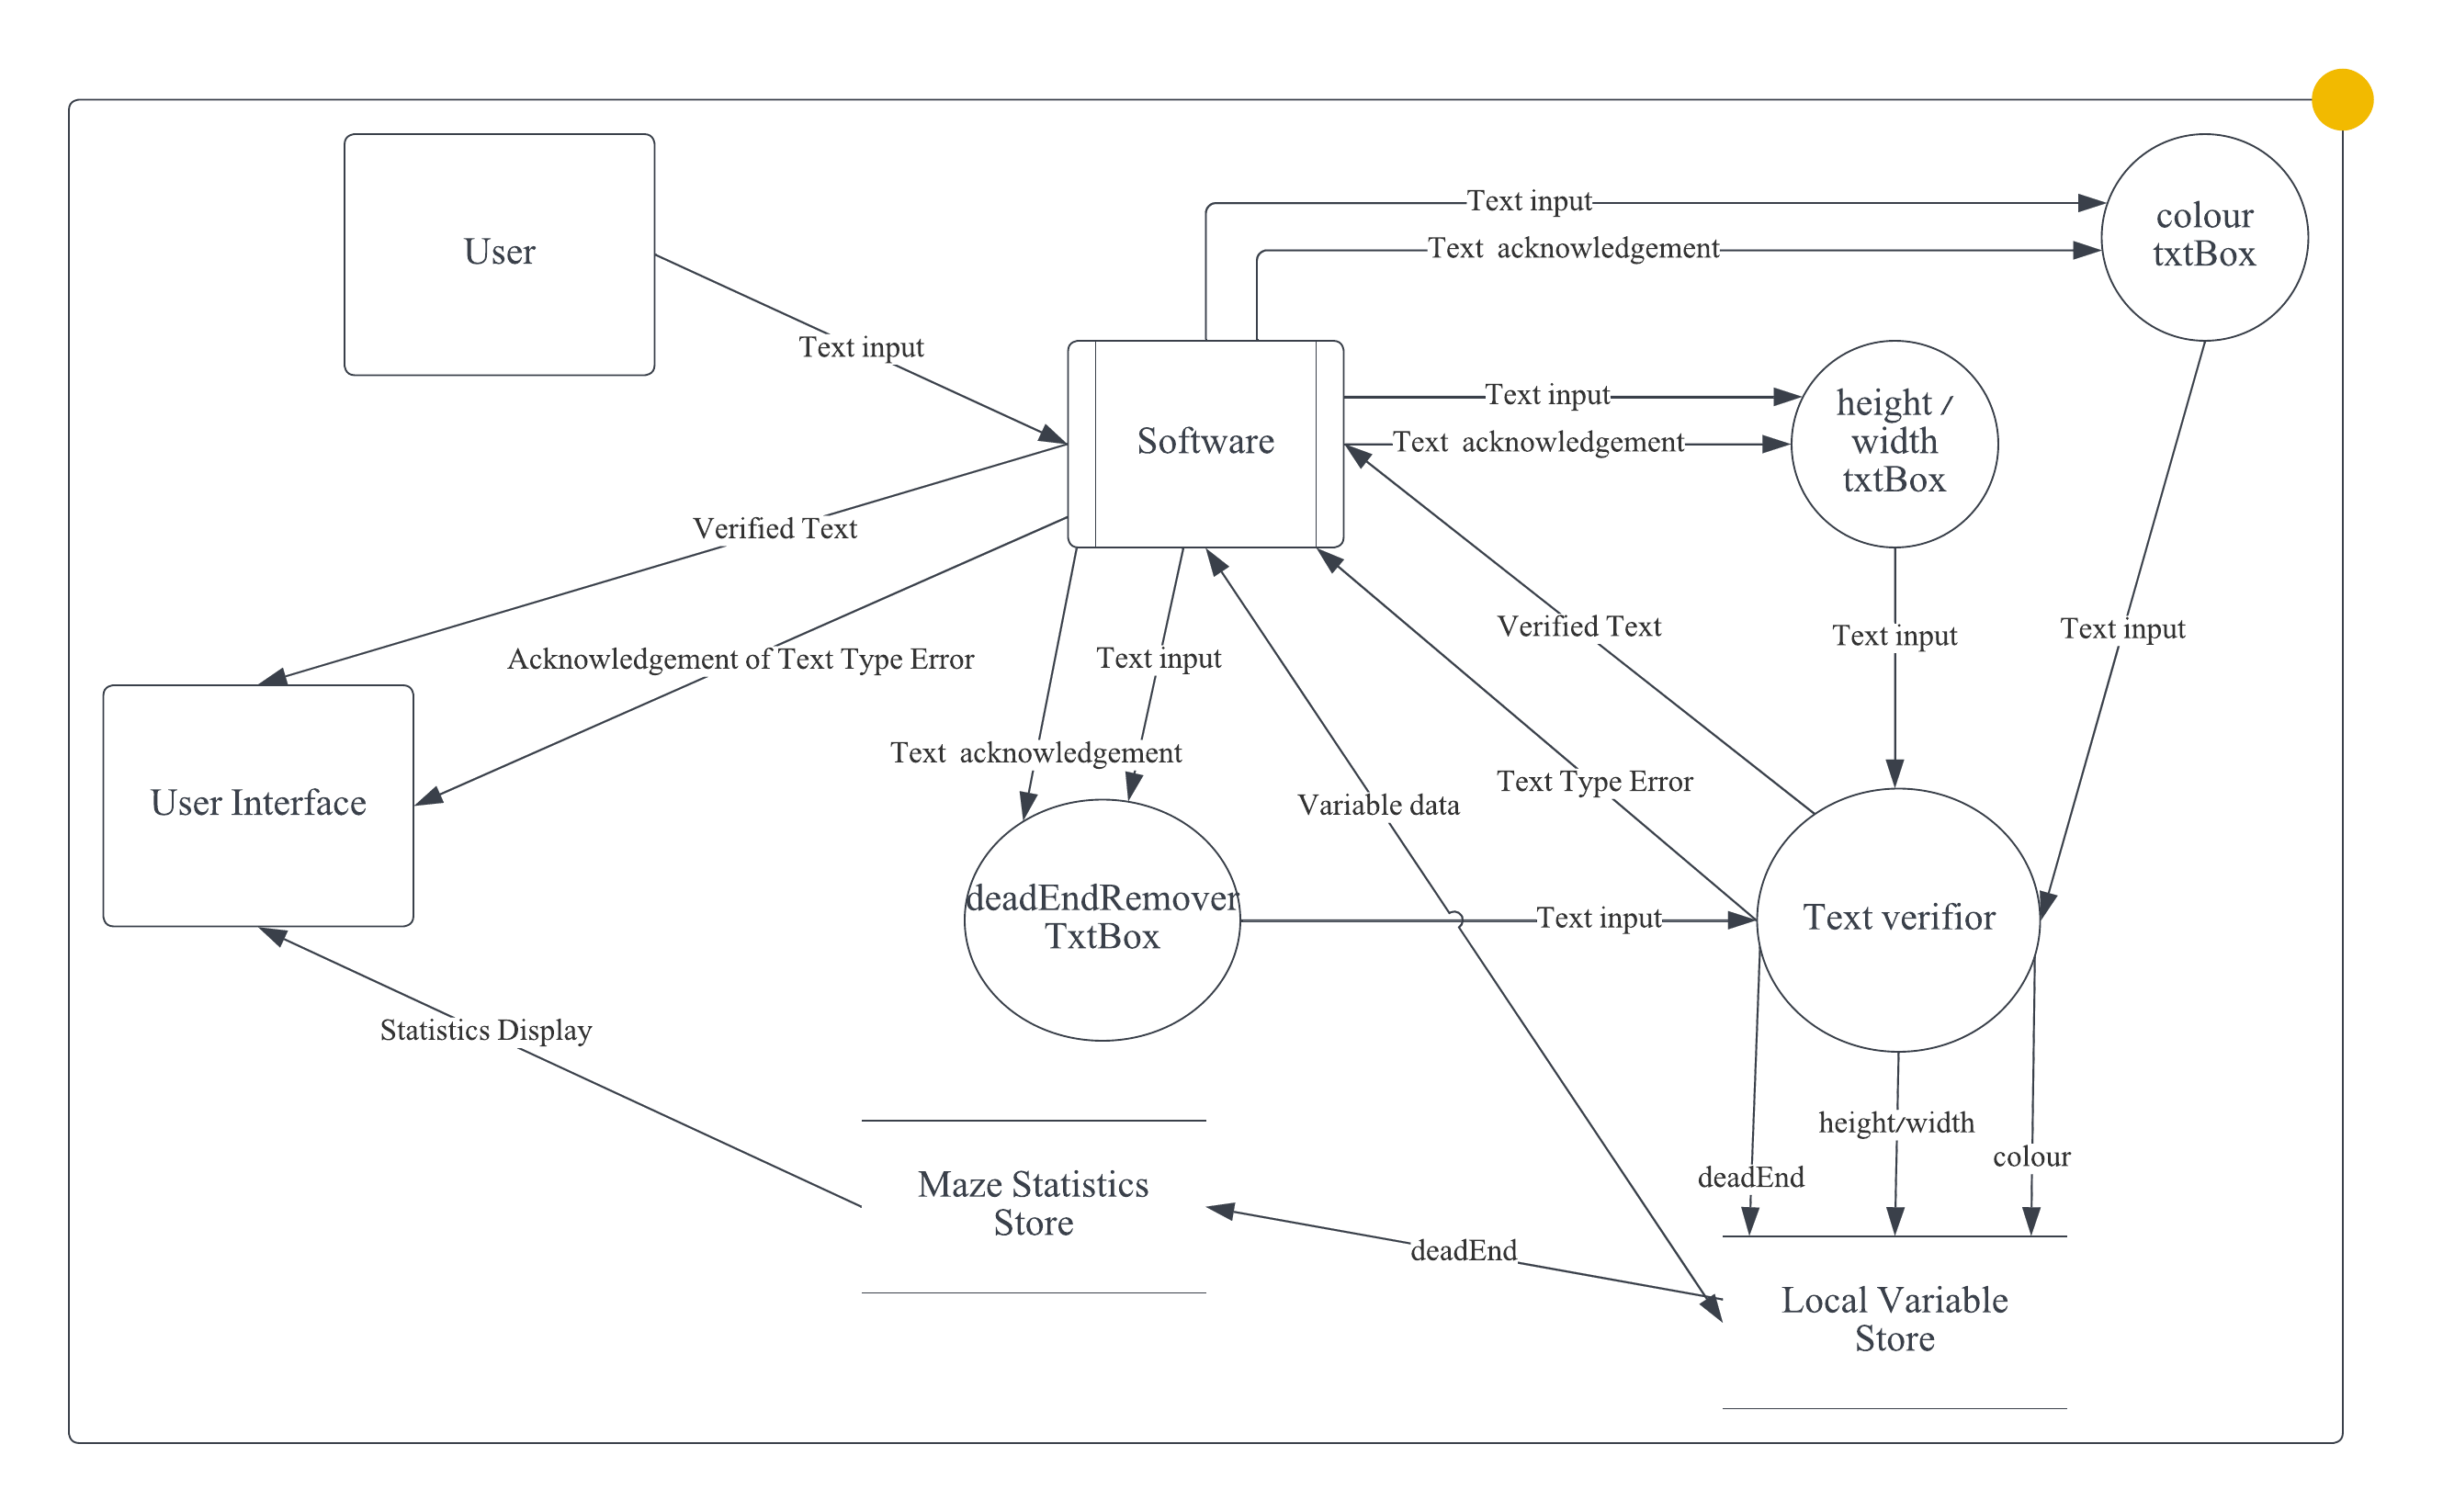 User
Text input
Text  acknowledgement
colour
txtBox
Text input
Software
Text input
Text  acknowledgement
height /
width
txtBox
Verified Text
Acknowledgement of Text Type Error
Text input
Text  acknowledgement
Verified Text
Text input
Text input
Text Type Error
Variable data
User Interface
deadEndRemover
TxtBox
Text input
Text verifior
Statistics Display
height/width
colour
deadEnd
Maze Statistics
Store
deadEnd
Local Variable
Store